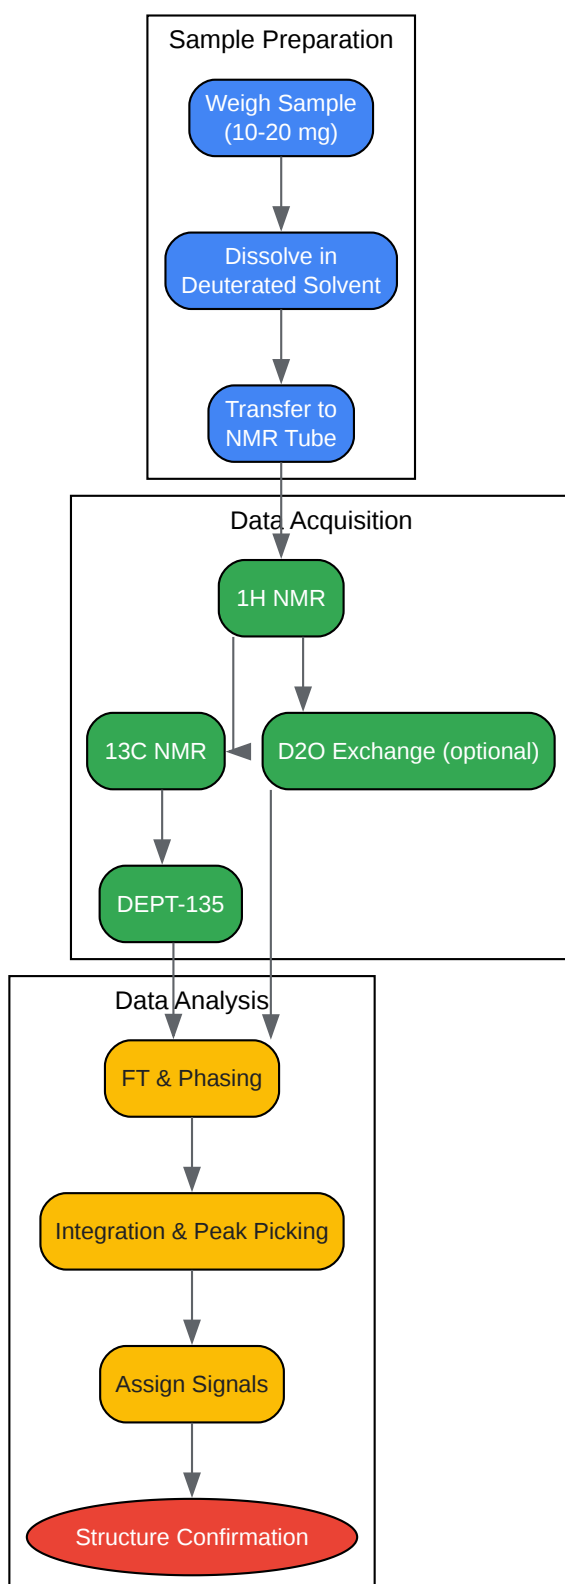 Sample Preparation
Weigh Sample
(10-20 mg)
Dissolve in
Deuterated Solvent
Transfer to
NMR Tube
Data Acquisition
1H NMR
13C NMR
D2O Exchange (optional)
DEPT-135
Data Analysis
FT & Phasing
Integration & Peak Picking
Assign Signals
Structure Confirmation